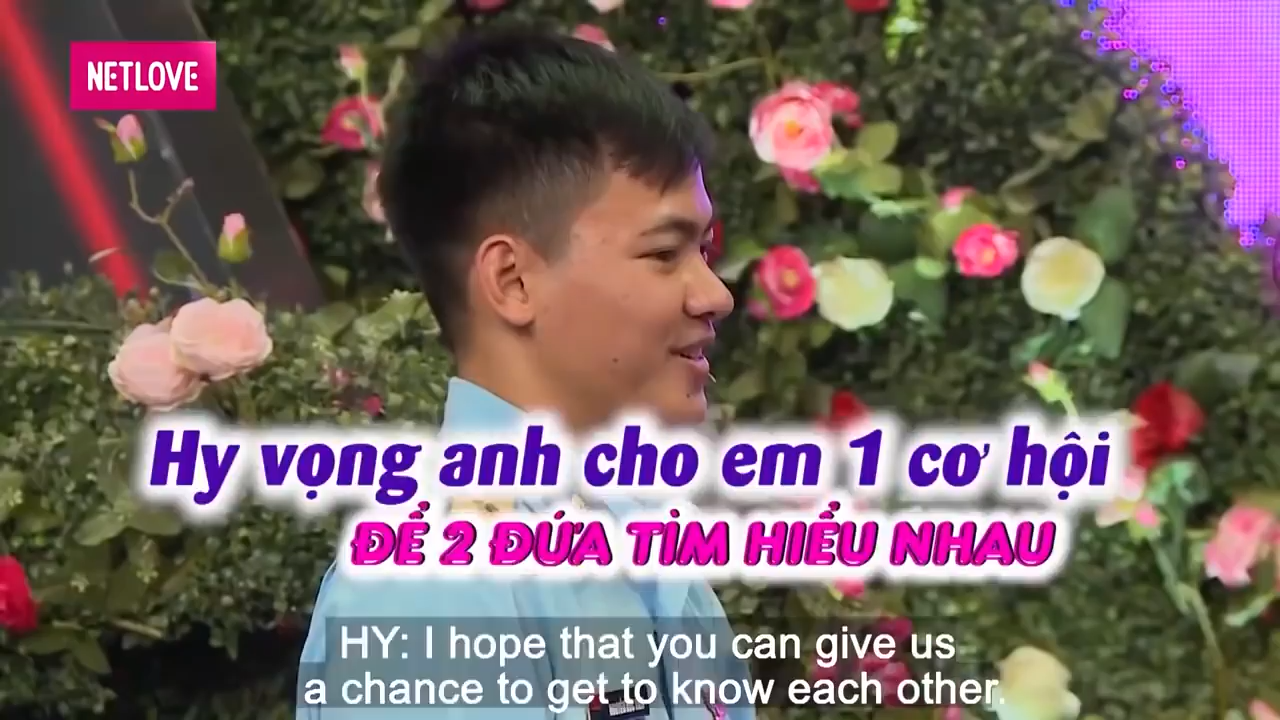 NETLOVE
Hy vọng anh cho em 1 cơ hội
ĐỂ 2 ĐỨA TÌM HIỂU NHAU
HY: I hope that you can give us
a chance to get to know each other.